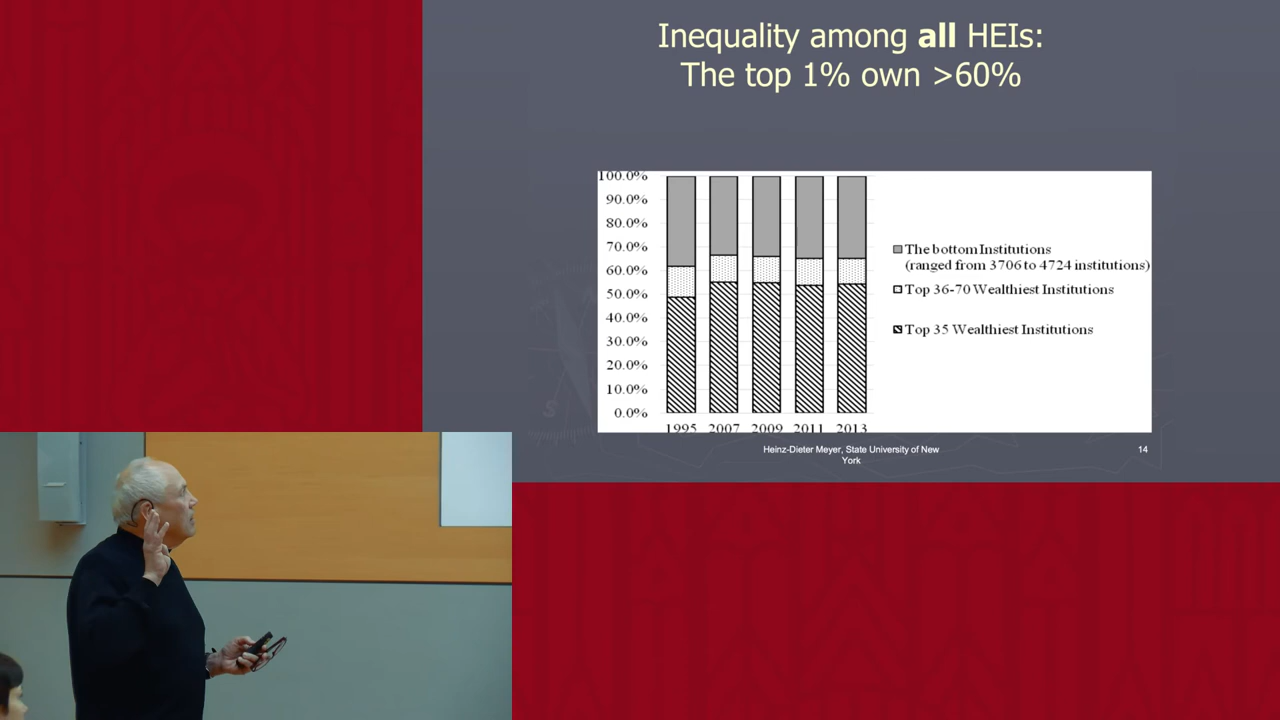 Inequality among all HEIs:
The top 1% own >60%
100.0%
90.0%
80.0%
70.0%
60.0%
50.0%
40.0%
30.0%
20.0%
10.0%
0.0%
1995 2007 2009 2011 2013
The bottom Institutions
(ranged from 3706 to 4724 institutions)
Top 36-70 Wealthiest Institutions
Top 35 Wealthiest Institutions
Heinz-Dieter Meyer, State University of New
York
14
S